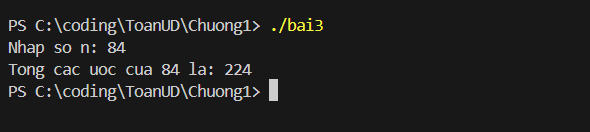 PS C:\coding\ToanUD\Chuong1> ./bai3
Nhap so n: 84
Tong cac uoc cua 84 la: 224
PS C:\coding\ToanUD\Chuong1>